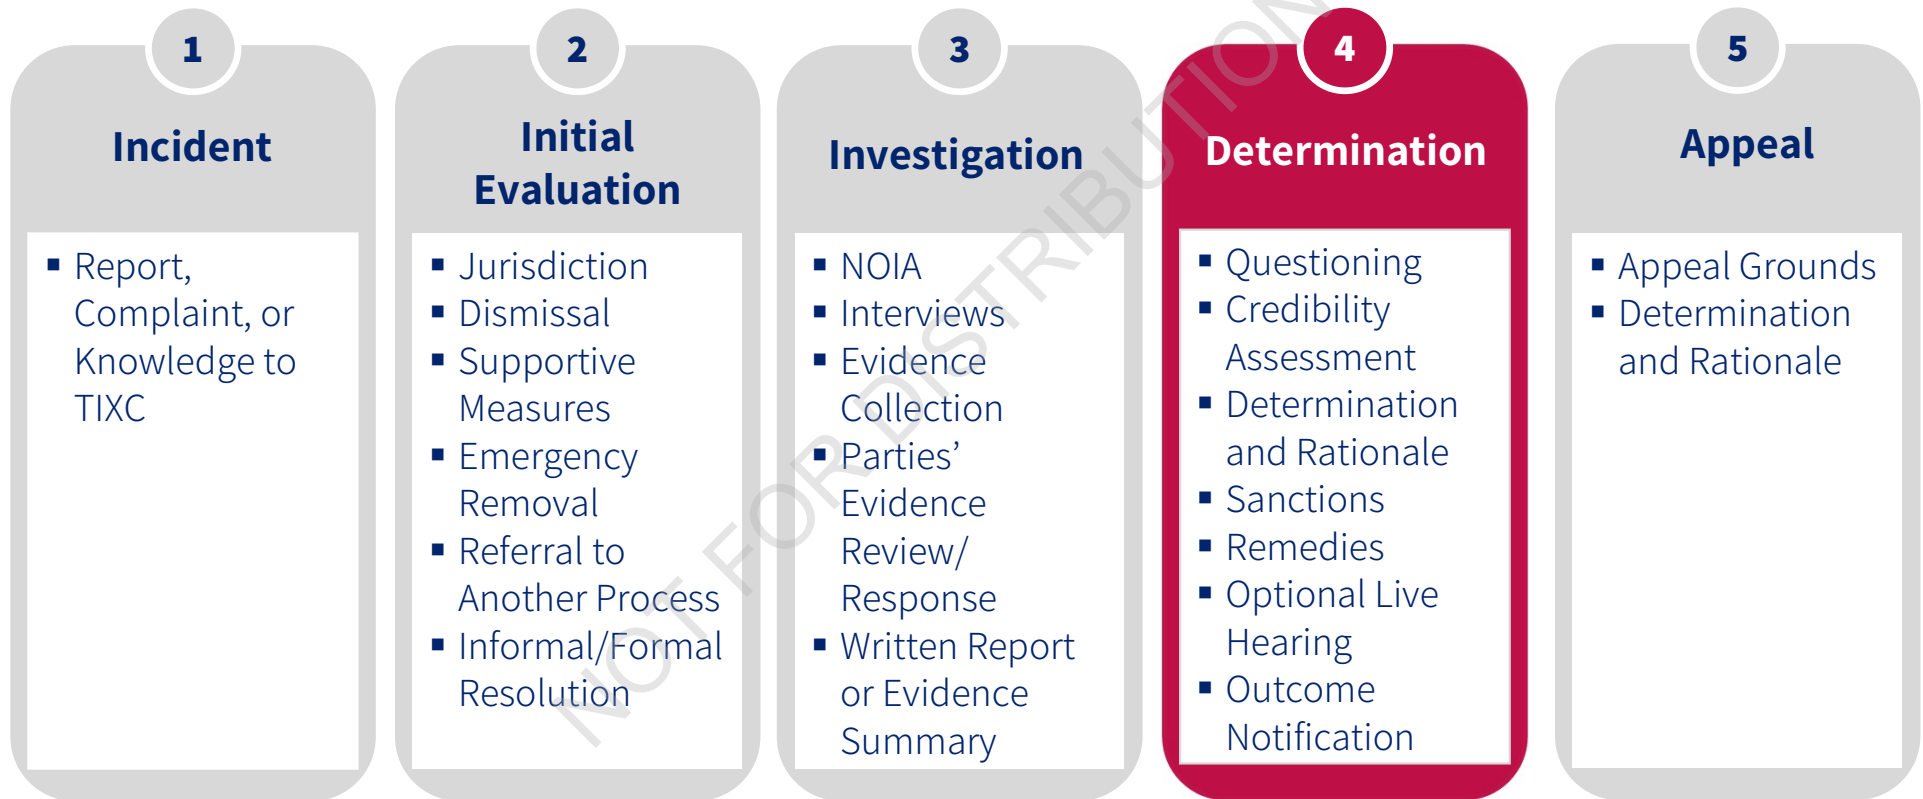 1
Incident
▪ Report,
Complaint, or
Knowledge to
TIXC
2
Initial
Evaluation
▪ Jurisdiction
▪ Dismissal
▪ Supportive
Measures
▪ Emergency
Removal
▪ Referral to
Another Process
▪ Informal/Formal
Resolution
3
Investigation
▪ NOIA
▪ Interviews
▪ Evidence
Collection
▪ Parties’
Evidence
Review/
Response
▪ Written Report
or Evidence
Summary
4
Determination
▪ Questioning
▪ Credibility
Assessment
▪ Determination
and Rationale
▪ Sanctions
▪ Remedies
▪ Optional Live
Hearing
▪ Outcome
Notification
5
Appeal
▪ Appeal Grounds
▪ Determination
and Rationale
NOT FOR DISTRIBUTION